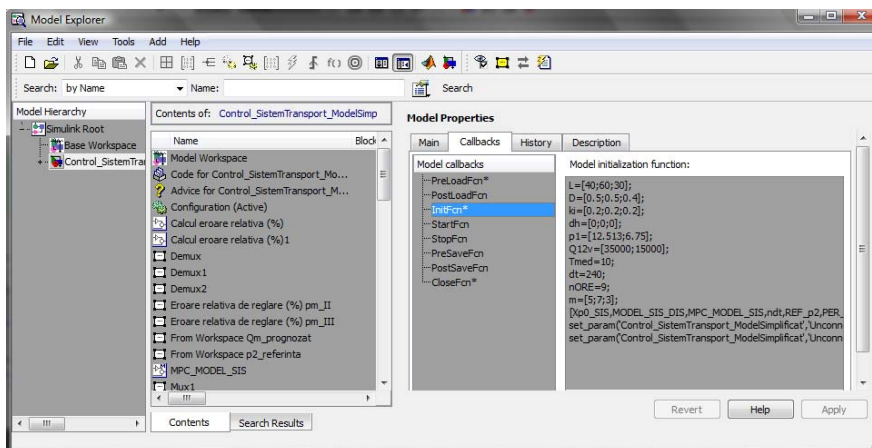 Model Explorer
File Edit View Tools Add Help
Search: by Name Name: Search
Model Hierarchy
Simulink Root
Base Workspace
Control_SistemTra
Contents of: Control_SistemTransport_ModelSimp
Name Block
Model Workspace
Code for Control_SistemTransport_Mo...
Advice for Control_SistemTransport_M...
Configuration (Active)
Calcul eroare relativa (%)
Calcul eroare relativa (%)1
Demux
Demux1
Demux2
Eroare relativa de reglare (%) pm_II
Eroare relativa de reglare (%) pm_III
From Workspace Qm_prognozat
From Workspace p2_referinta
MPC_MODEL_SIS
Mux1
Contents Search Results
Model Properties
Main Callbacks History Description
Model callbacks
PreLoadFcn*
PostLoadFcn
InitFcn*
StartFcn
StopFcn
PreSaveFcn
PostSaveFcn
CloseFcn*
Model initialization function:
L=[40;60;30];
D=[0.5;0.5;0.4];
ki=[0.2;0.2;0.2];
dh=[0;0;0];
p1=[12.513;6.75];
Q12v=[35000;15000];
Tmed=10;
dt=240;
nORE=9;
m=[5;7;3];
[Xp0_SIS,MODEL_SIS_DIS,MPC_MODEL_SIS,ndt,REF_p2,PER_
set_param('Control_SistemTransport_ModelSimplificat','Unconn
set_param('Control_SistemTransport_ModelSimplificat','Unconn
Revert Help Apply